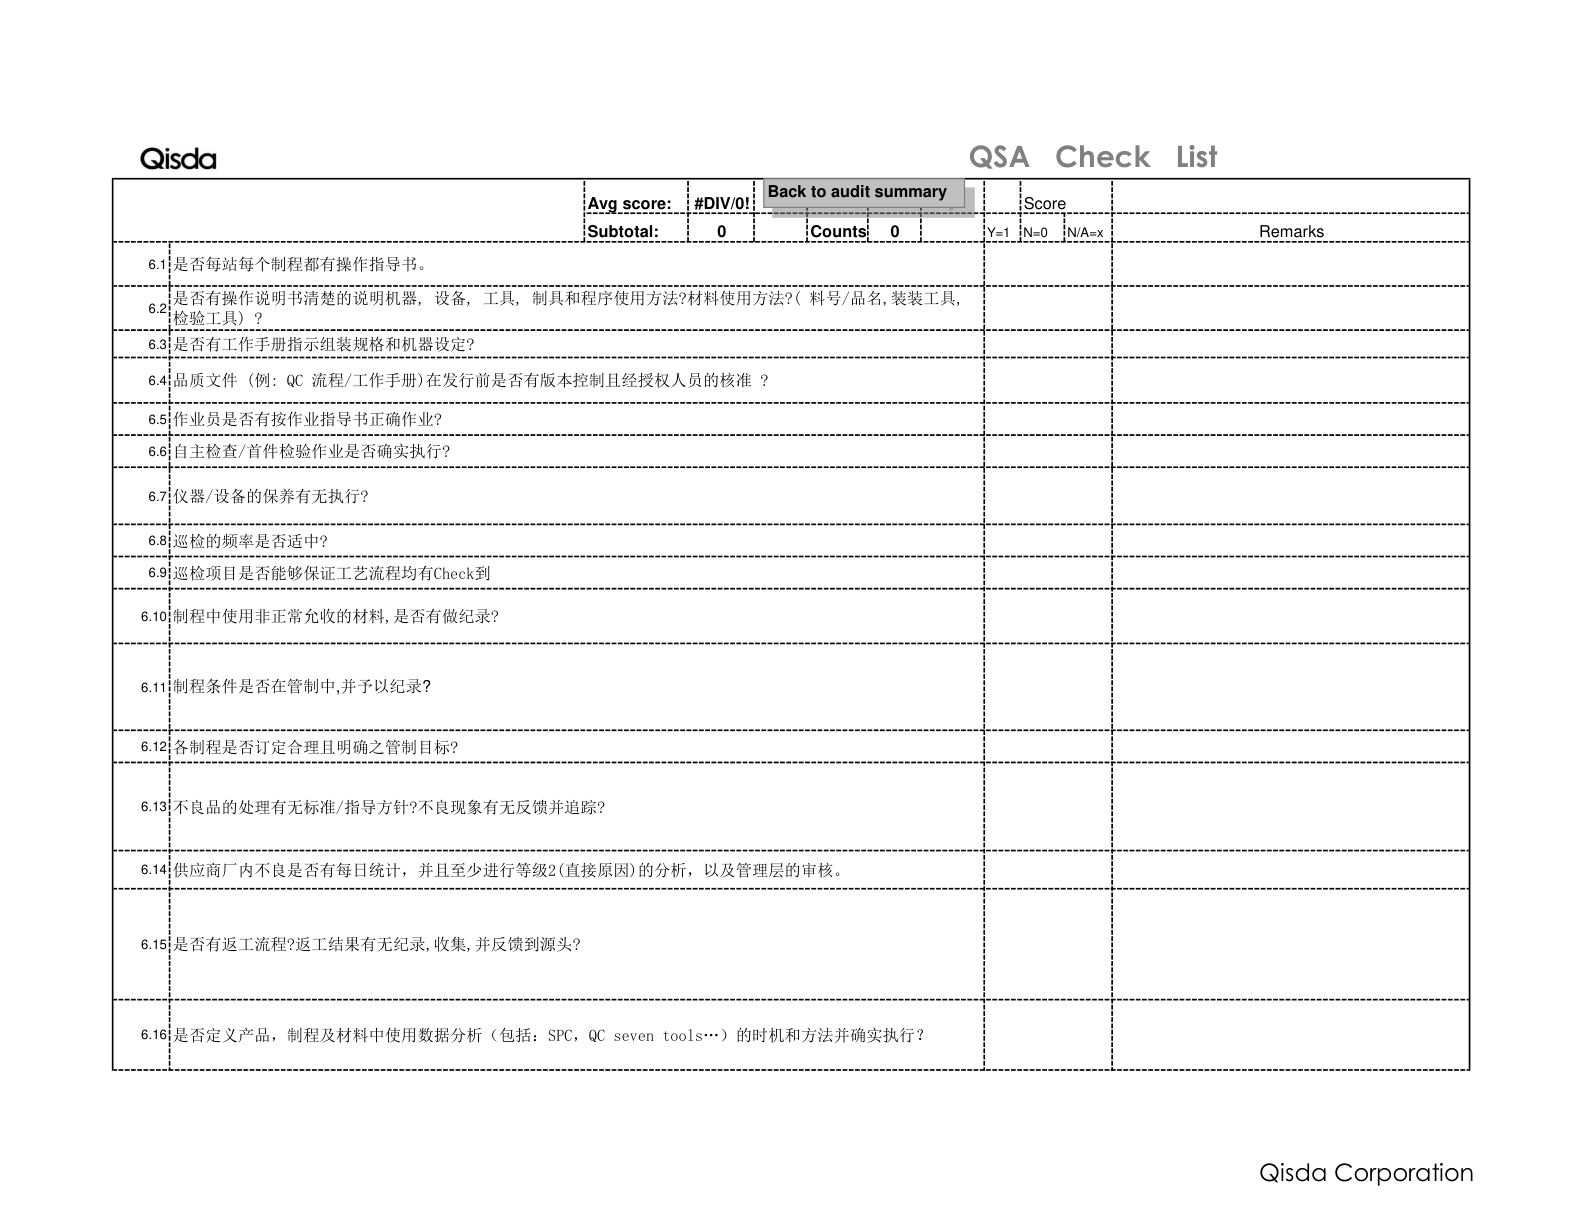 Qisda
QSA Check List
Avg score: #DIV/0! Back to audit summary Score
Subtotal: 0 Counts 0 Y=1 N=0 N/A=x Remarks
6.1 是否每站每个制程都有操作指导书。
6.2 是否有操作说明书清楚的说明机器, 设备, 工具, 制具和程序使用方法?材料使用方法?( 料号/品名,装装工具,
检验工具) ?
6.3 是否有工作手册指示组装规格和机器设定?
6.4 品质文件 (例: QC 流程/工作手册)在发行前是否有版本控制且经授权人员的核准 ?
6.5 作业员是否有按作业指导书正确作业?
6.6 自主检查/首件检验作业是否确实执行?
6.7 仪器/设备的保养有无执行?
6.8 巡检的频率是否适中?
6.9 巡检项目是否能够保证工艺流程均有Check到
6.10 制程中使用非正常允收的材料,是否有做纪录?
6.11 制程条件是否在管制中,并予以纪录?
6.12 各制程是否订定合理且明确之管制目标?
6.13 不良品的处理有无标准/指导方针?不良现象有无反馈并追踪?
6.14 供应商厂内不良是否有每日统计，并且至少进行等级2(直接原因)的分析，以及管理层的审核。
6.15 是否有返工流程?返工结果有无纪录,收集,并反馈到源头?
6.16 是否定义产品，制程及材料中使用数据分析（包括：SPC，QC seven tools…）的时机和方法并确实执行？
Qisda Corporation